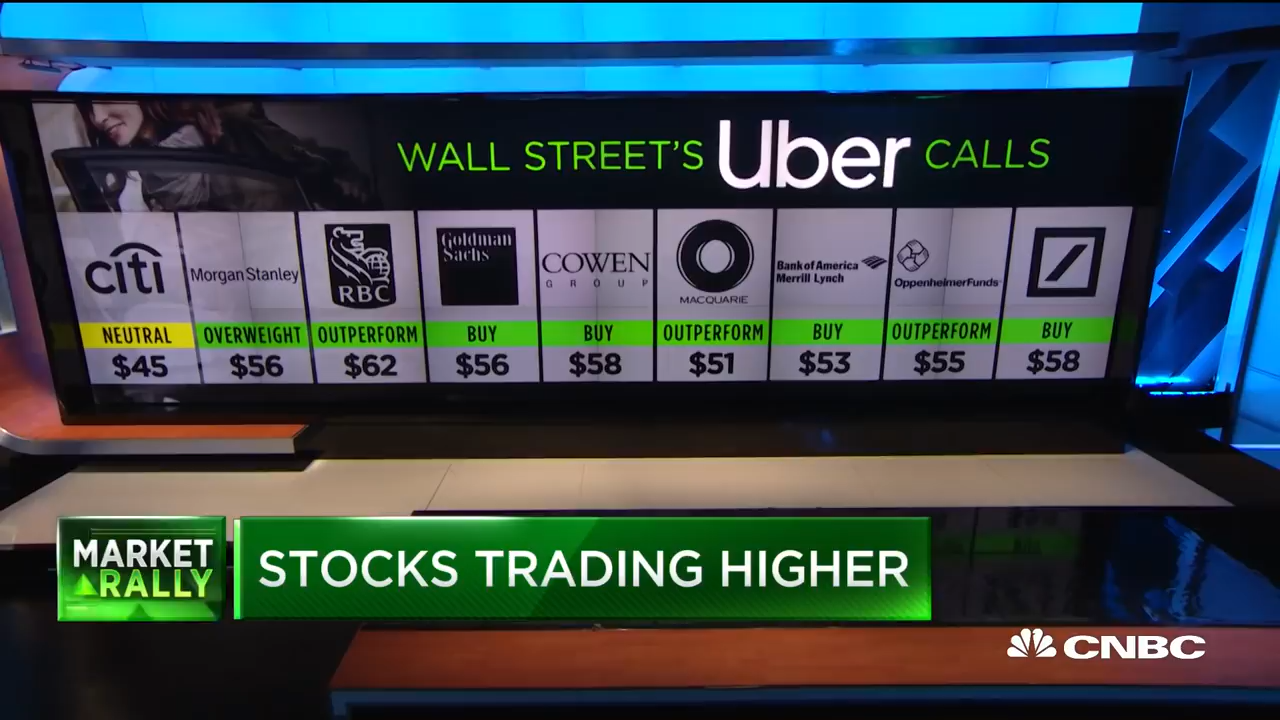 WALL STREET'S Uber CALLS
citi
NEUTRAL
$45
Morgan Stanley
OVERWEIGHT
$56
RBC
OUTPERFORM
$62
Goldman
Sachs
BUY
$56
COWEN
GROUP
BUY
$58
MACQUARIE
OUTPERFORM
$51
Bank of America
Merrill Lynch
BUY
$53
OppenheimerFunds
OUTPERFORM
$55
BUY
$58
MARKET
RALLY
STOCKS TRADING HIGHER
CNBC